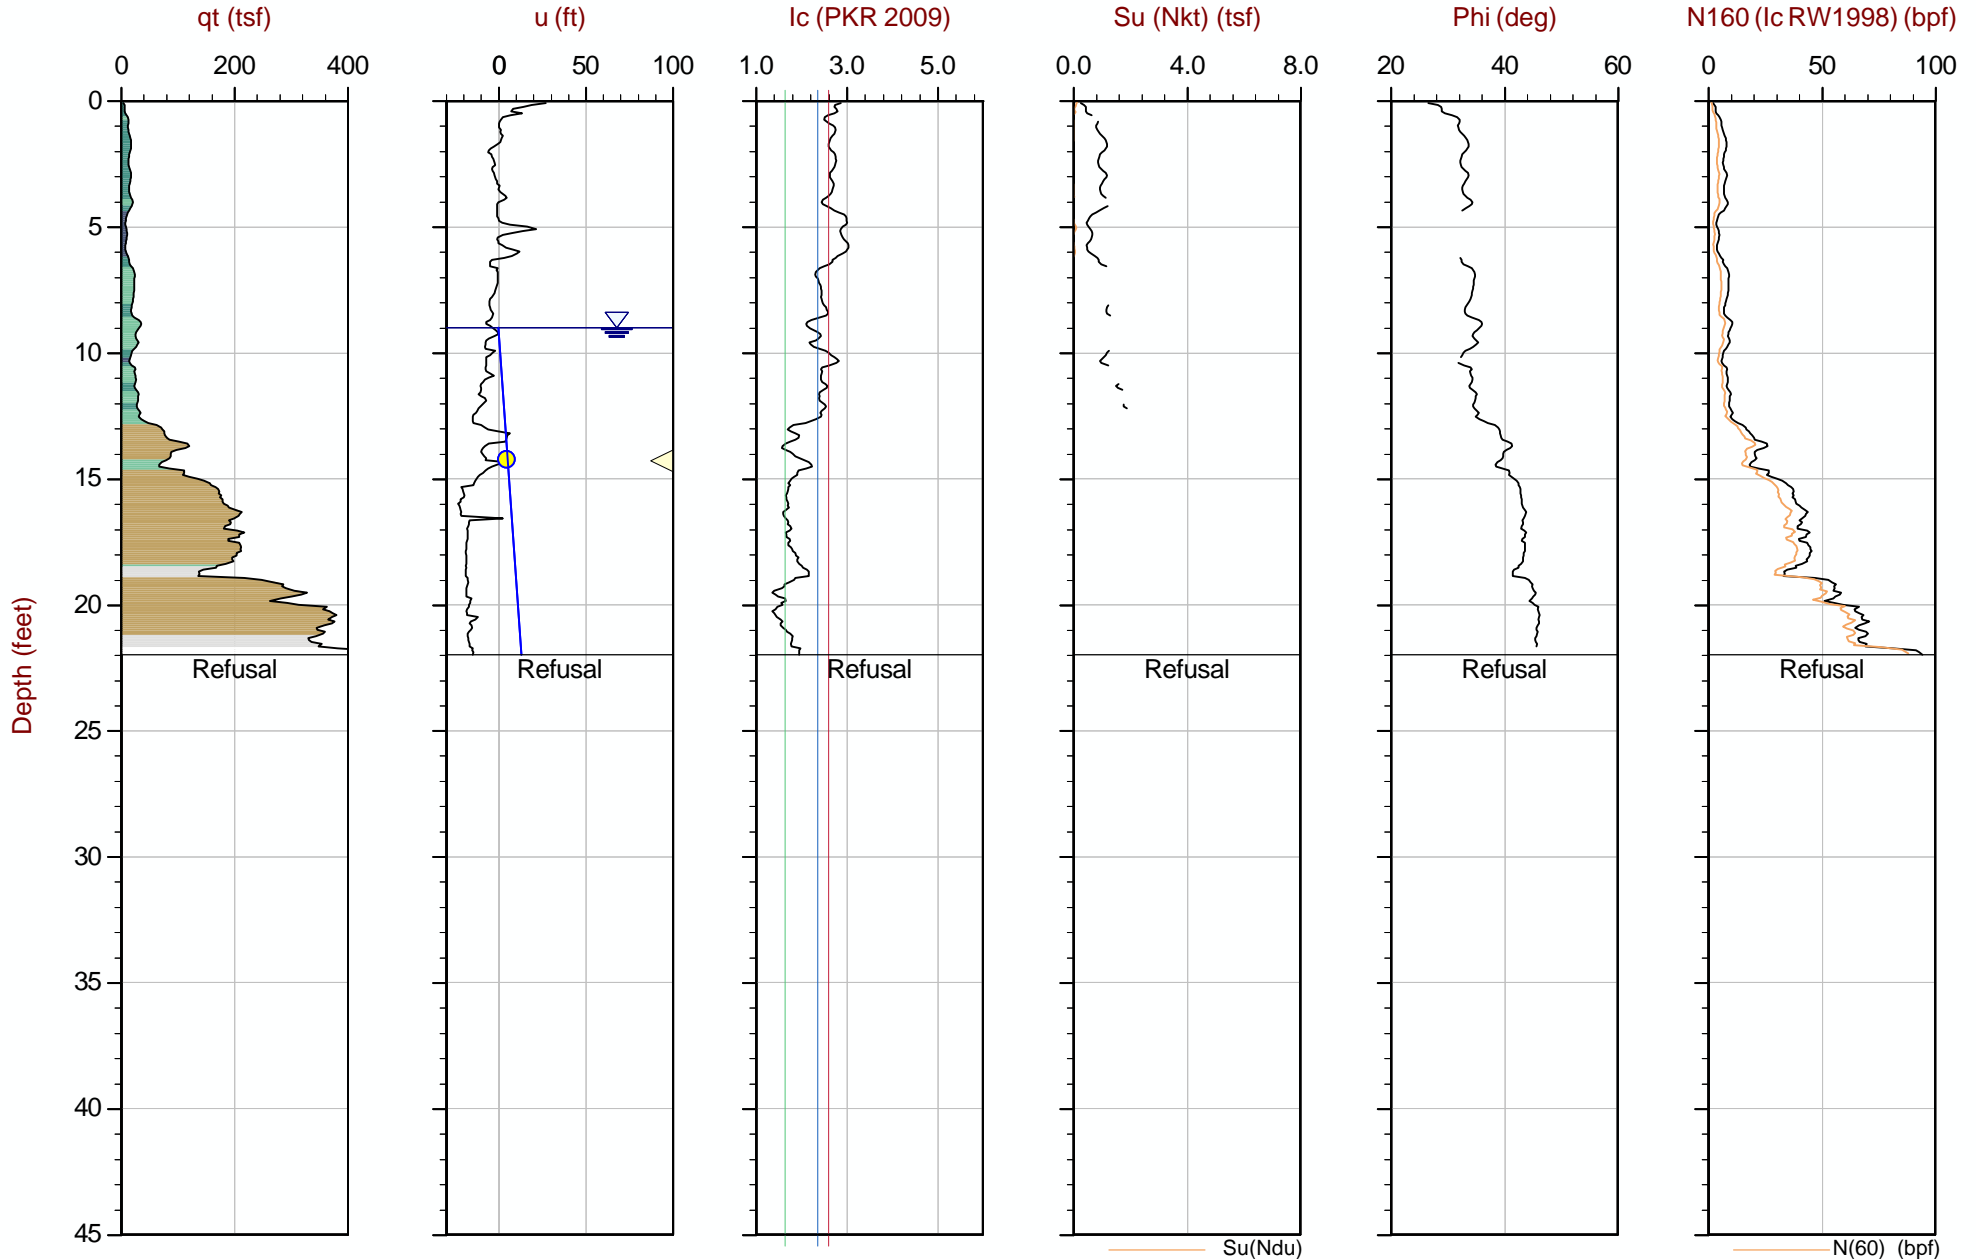 qt (tsf) u (ft) Ic (PKR 2009) Su (Nkt) (tsf) Phi (deg) N160 (Ic RW1998) (bpf)
0 200 400 0 50 100 1.0 3.0 5.0 0.0 4.0 8.0 20 40 60 0 50 100
0
5
10
15
20
Refusal Refusal Refusal Refusal Refusal Refusal
Depth (feet)
25
30
35
40
45
Su(Ndu) N(60) (bpf)